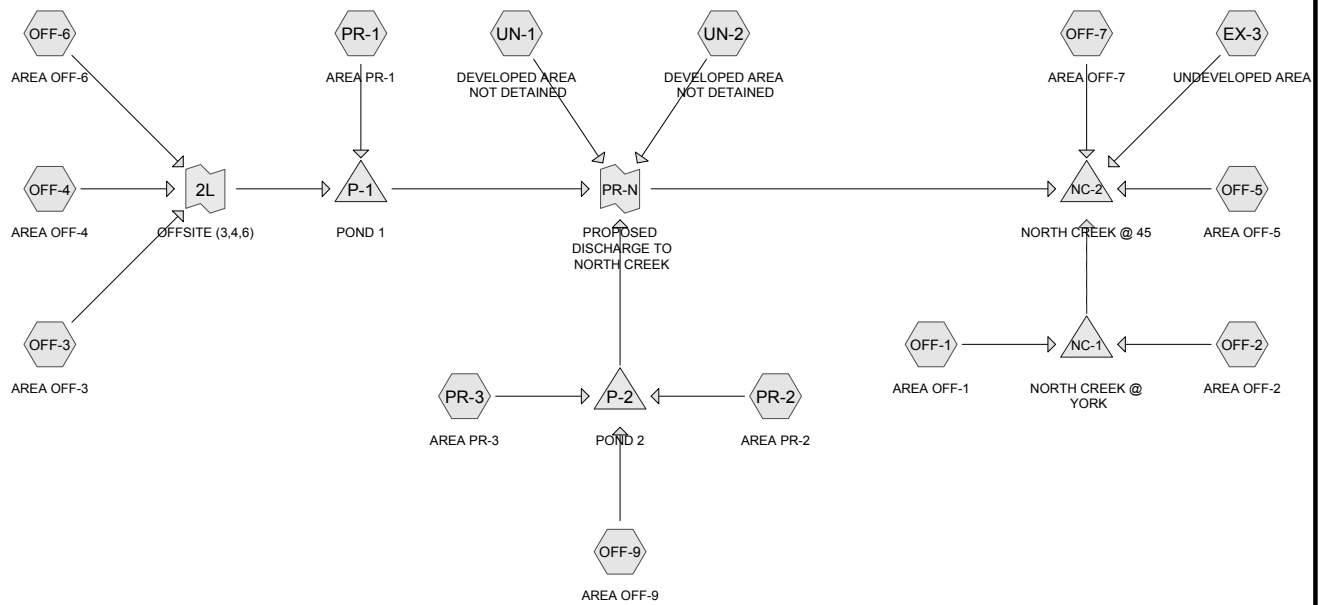 OFF-6
PR-1
UN-1
UN-2
OFF-7
EX-3
AREA OFF-6
AREA PR-1
DEVELOPED AREA
NOT DETAINED
DEVELOPED AREA
NOT DETAINED
AREA OFF-7
UNDEVELOPED AREA
OFF-4
2L
P-1
PR-N
NC-2
OFF-5
AREA OFF-4
OFFSITE (3,4,6)
POND 1
PROPOSED
DISCHARGE TO
NORTH CREEK
NORTH CREEK @ 45
AREA OFF-5
OFF-3
OFF-1
NC-1
OFF-2
AREA OFF-3
AREA OFF-1
NORTH CREEK @
YORK
AREA OFF-2
PR-3
P-2
PR-2
AREA PR-3
POND 2
AREA PR-2
OFF-9
AREA OFF-9